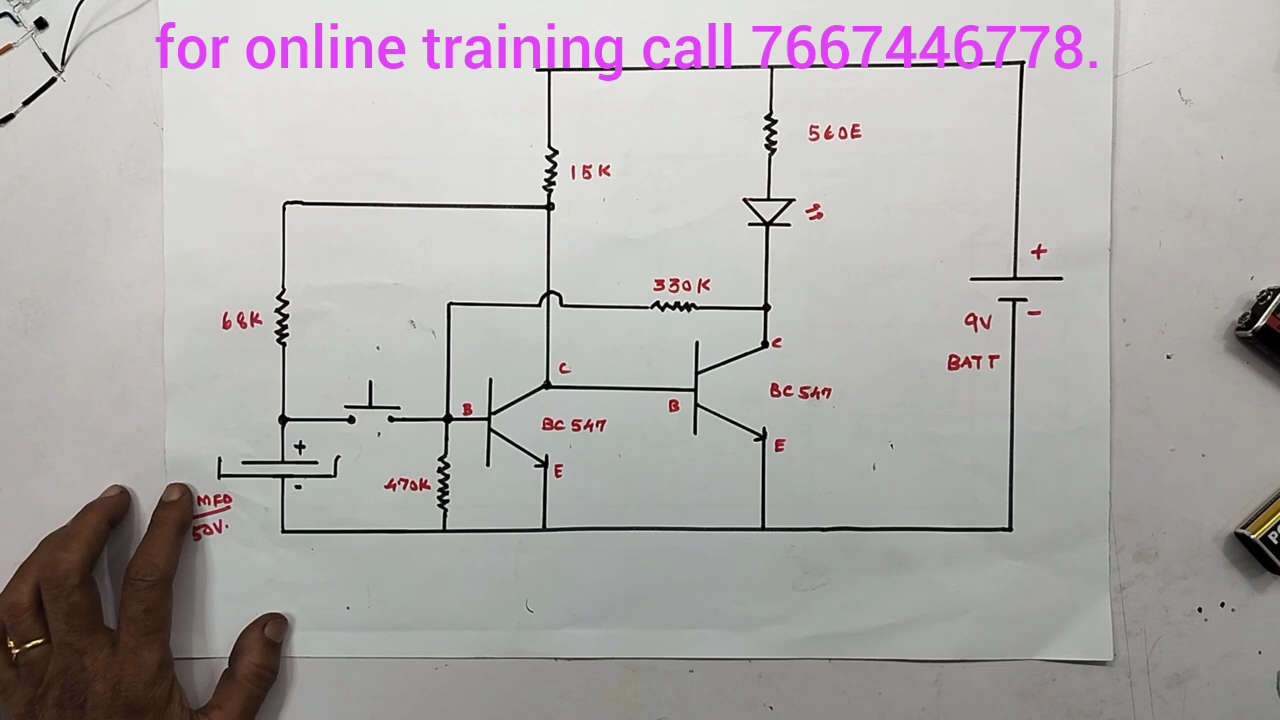 for online training call 7667446778.
560E
15K
330K
+
68K
9V
-
BATT
C
C
B
BC547
B
BC547
+
E
-
470K
E
MFD
50V.